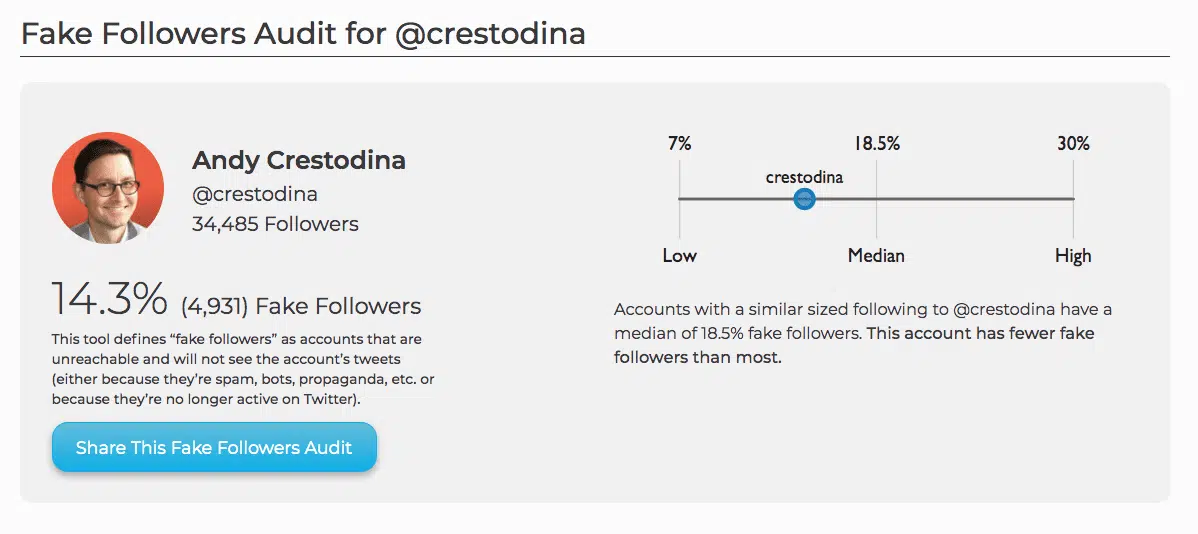 Fake Followers Audit for @crestodina
Andy Crestodina
@crestodina
34,485 Followers
14.3% (4,931) Fake Followers
This tool defines “fake followers” as accounts that are
unreachable and will not see the account’s tweets
(either because they’re spam, bots, propaganda, etc. or
because they’re no longer active on Twitter).
Share This Fake Followers Audit
7% 18.5% 30%
crestodina
Low Median High
Accounts with a similar sized following to @crestodina have a
median of 18.5% fake followers. This account has fewer fake
followers than most.